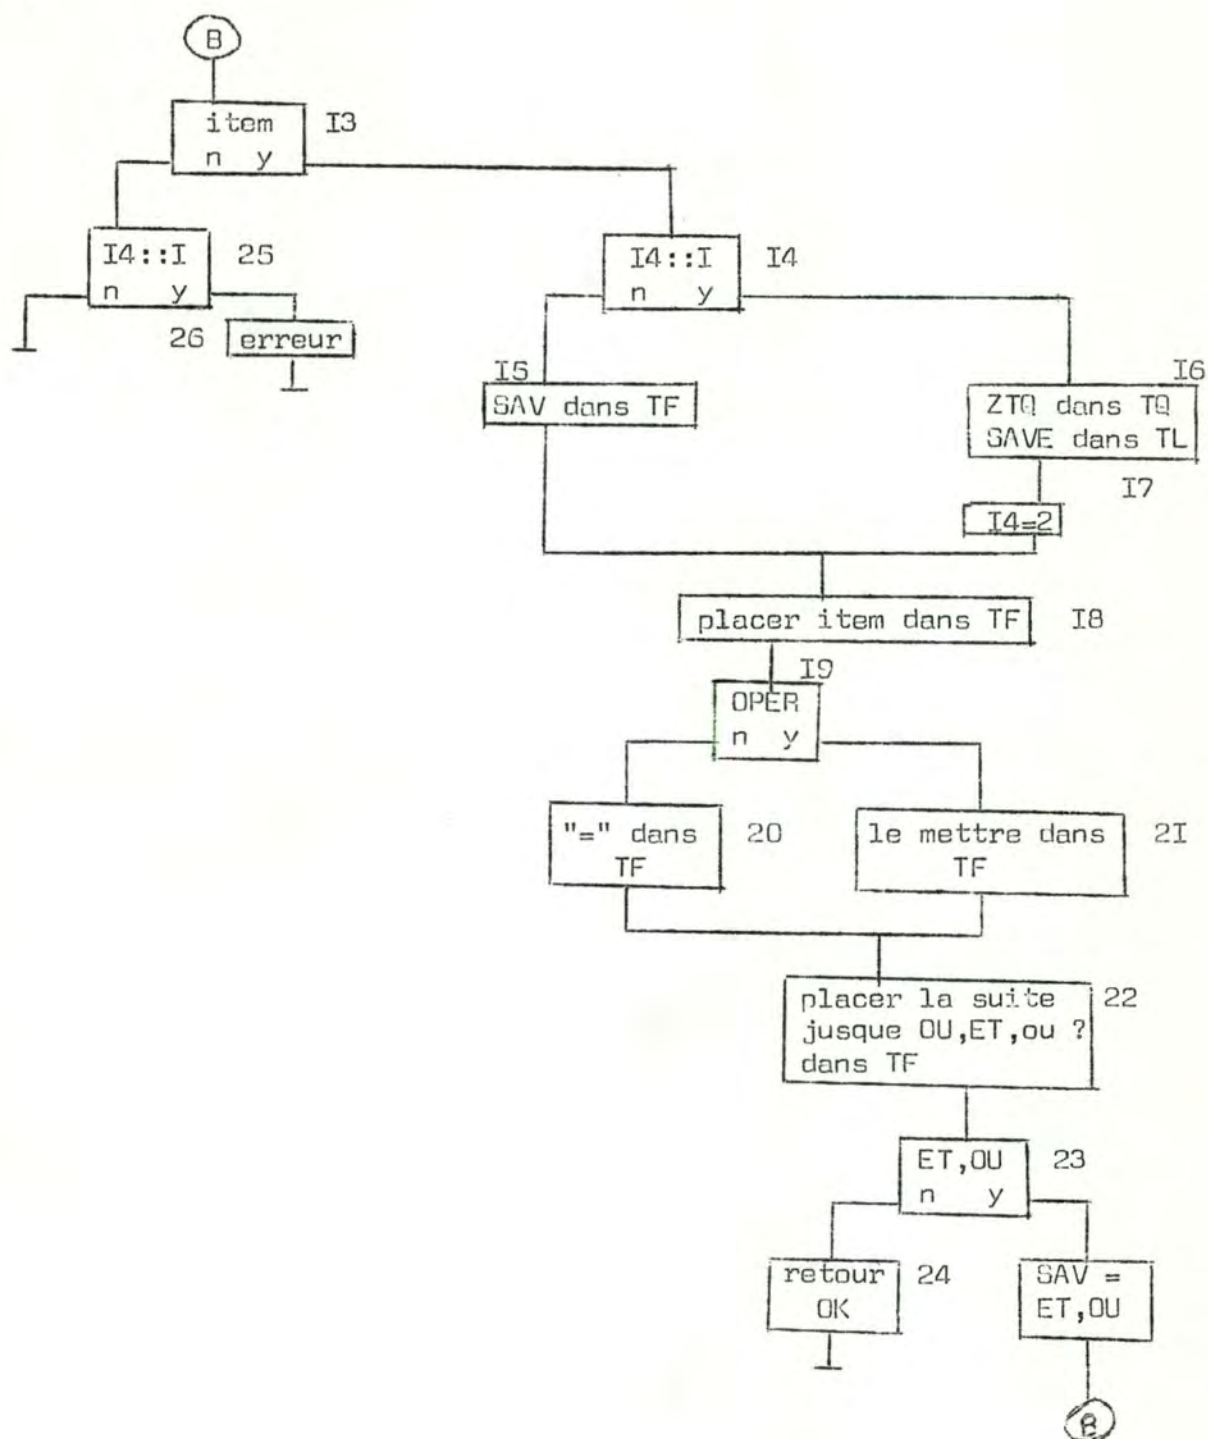 B
item I3
n y
I4::I 25
n y
26 erreur
I4::I I4
n y
I5
SAV dans TF
I6
ZTQ dans TQ
SAVE dans TL
I7
I4=2
placer item dans TF I8
I9
OPER
n y
"=" dans 20
TF
le mettre dans 2I
TF
placer la suite 22
jusque OU,ET,ou ?
dans TF
ET,OU 23
n y
retour 24
OK
SAV =
ET,OU
B